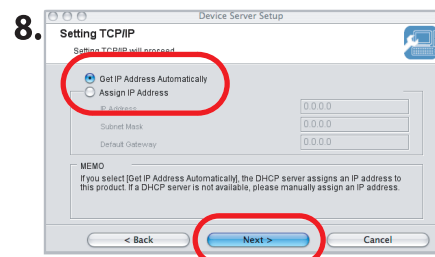 8.
Device Server Setup
Setting TCP/IP
Setting TCP/IP will proceed.
Get IP Address Automatically
Assign IP Address
IP Address 0.0.0.0
Subnet Mask 0.0.0.0
Default Gateway 0.0.0.0
MEMO
If you select [Get IP Address Automatically], the DHCP server assigns an IP address to
this product. If a DHCP server is not available, please manually assign an IP address.
< Back Next > Cancel